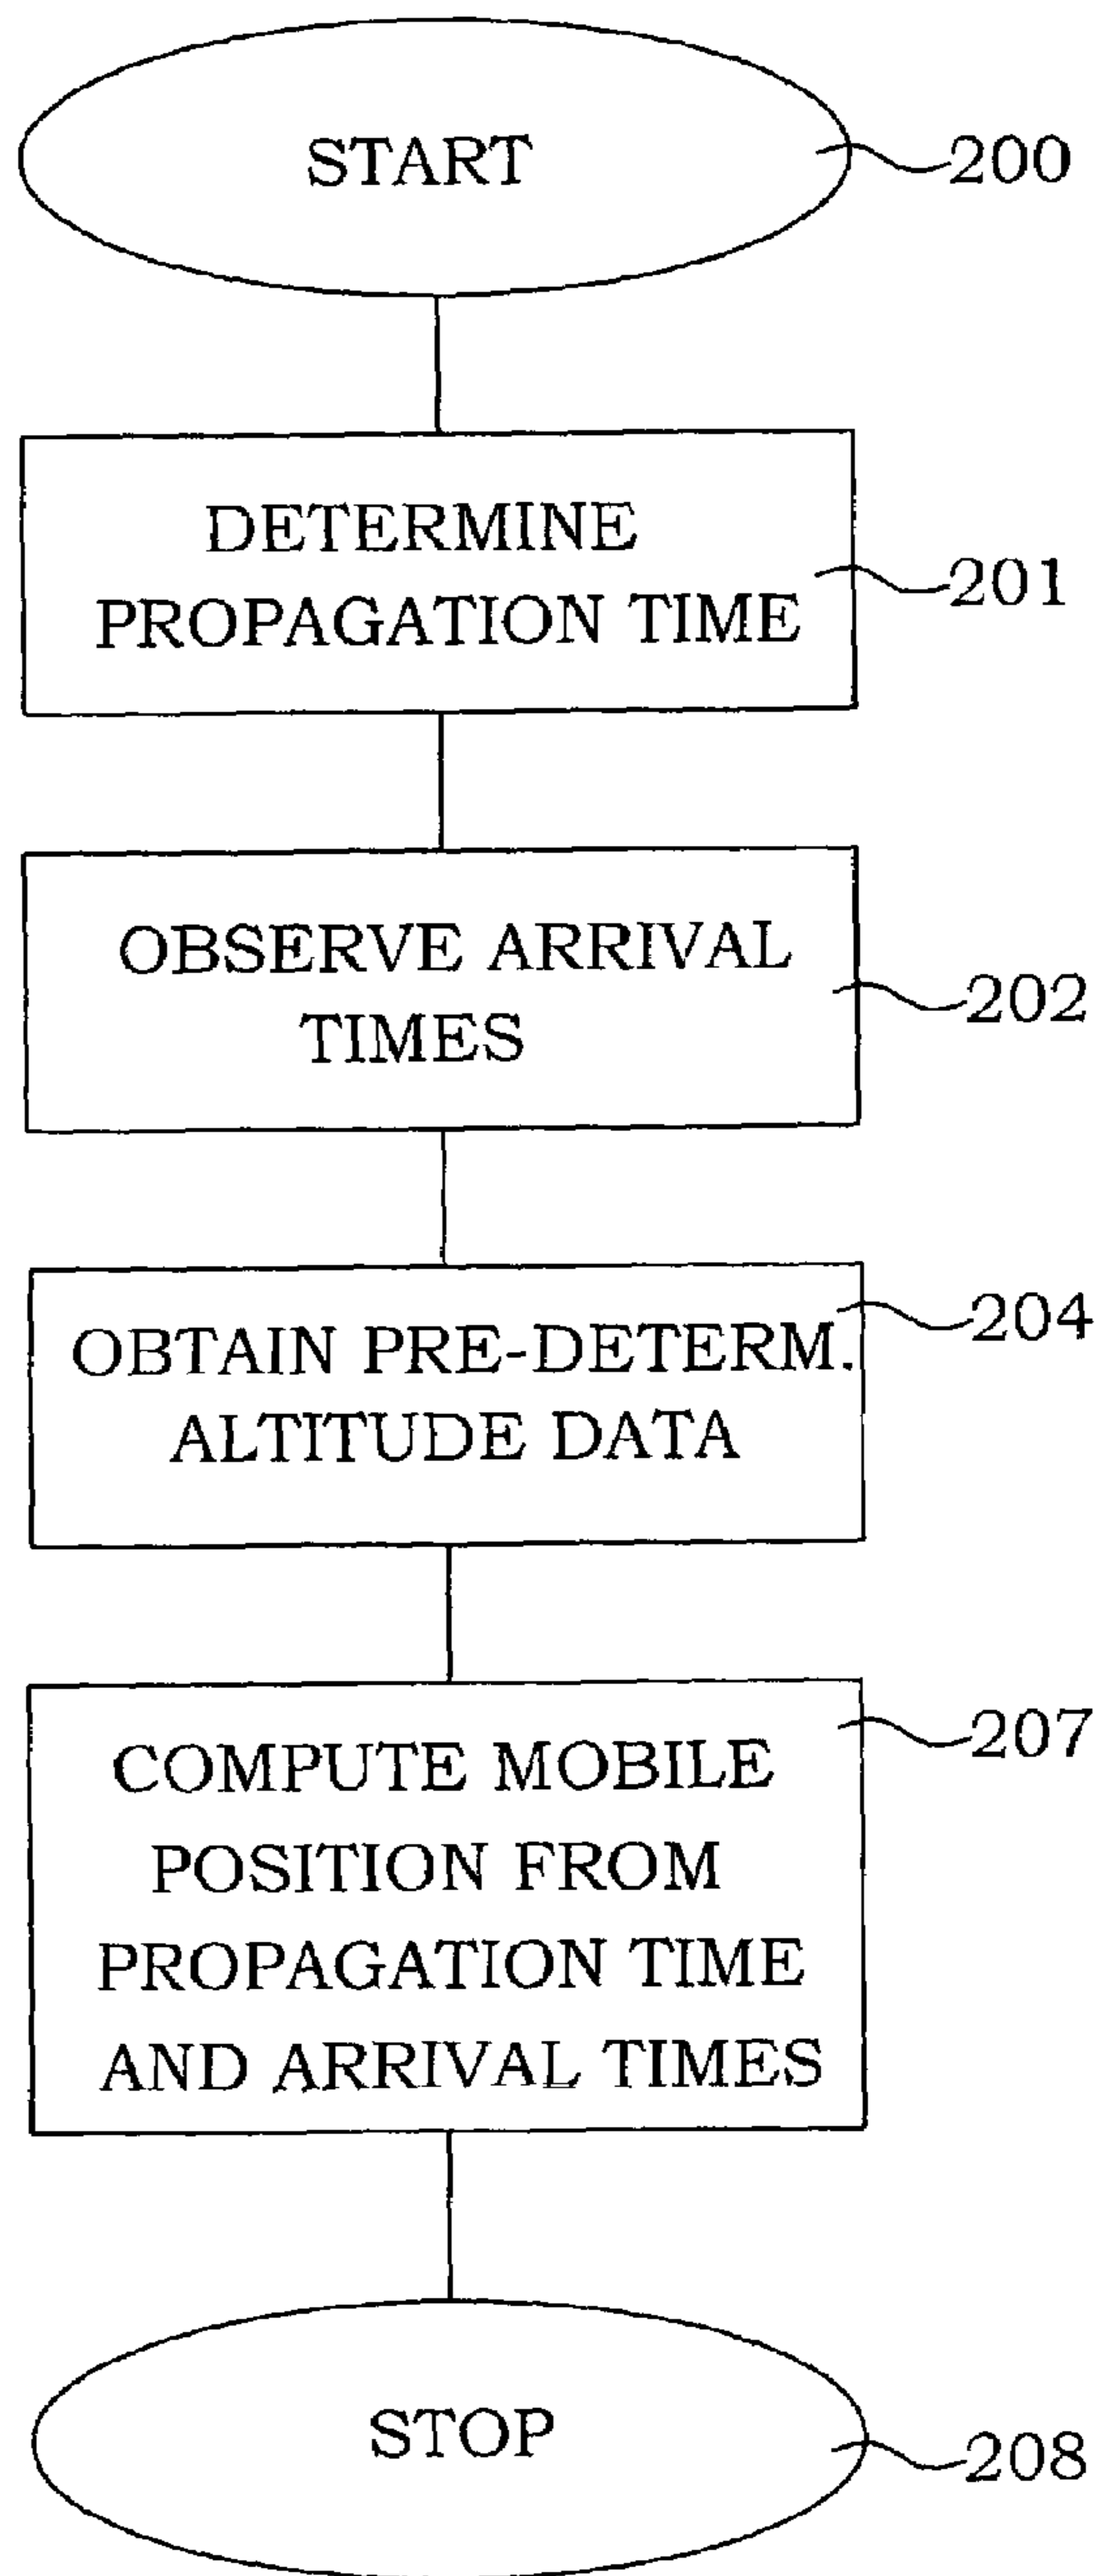 START
200
DETERMINE
PROPAGATION TIME
201
OBSERVE ARRIVAL
TIMES
202
OBTAIN PRE-DETERM.
ALTITUDE DATA
204
COMPUTE MOBILE
POSITION FROM
PROPAGATION TIME
AND ARRIVAL TIMES
207
STOP
208